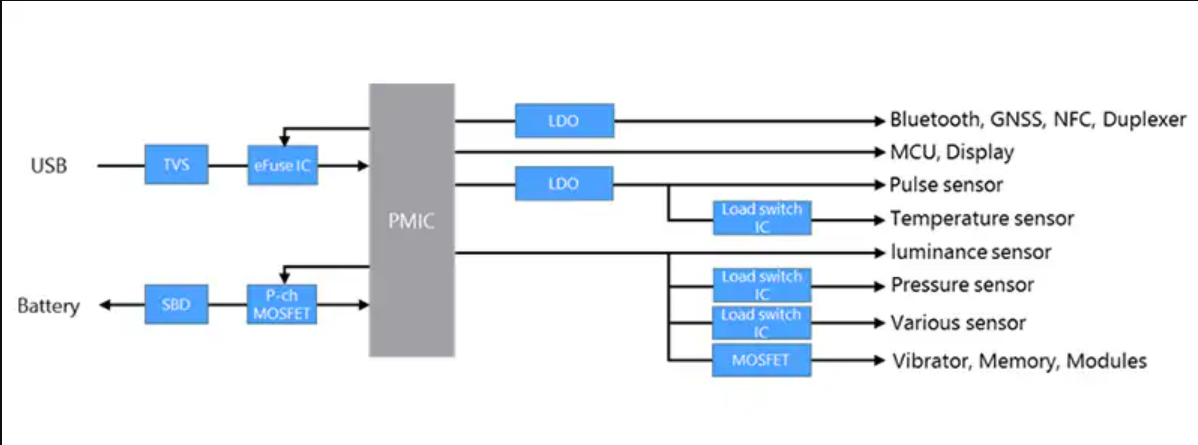 LDO
Bluetooth, GNSS, NFC, Duplexer
MCU, Display
USB
TVS
eFuse IC
LDO
Pulse sensor
Load switch
IC
Temperature sensor
PMIC
luminance sensor
Load switch
IC
Pressure sensor
Battery
SBD
P-ch
MOSFET
Load switch
IC
Various sensor
MOSFET
Vibrator, Memory, Modules